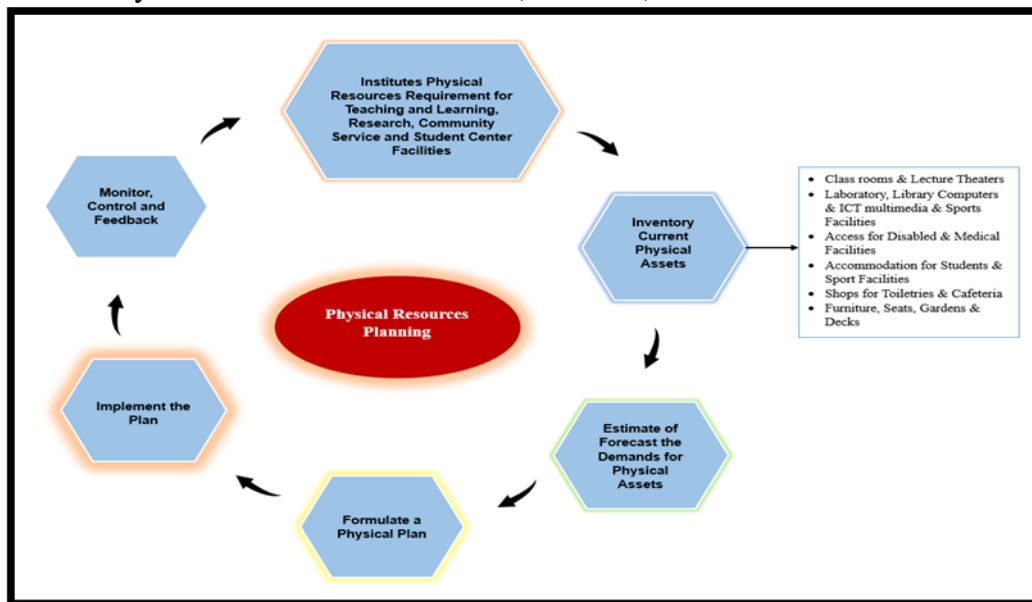 Institutes Physical
Resources Requirement for
Teaching and Learning,
Research, Community
Service and Student Center
Facilities
Monitor,
Control and
Feedback
Inventory
Current
Physical
Assets
• Class rooms & Lecture Theaters
• Laboratory, Library Computers
& ICT multimedia & Sports
Facilities
• Access for Disabled & Medical
Facilities
• Accommodation for Students &
Sport Facilities
• Shops for Toiletries & Cafeteria
• Furniture, Seats, Gardens &
Decks
Physical Resources
Planning
Implement the
Plan
Estimate of
Forecast the
Demands for
Physical
Assets
Formulate a
Physical Plan